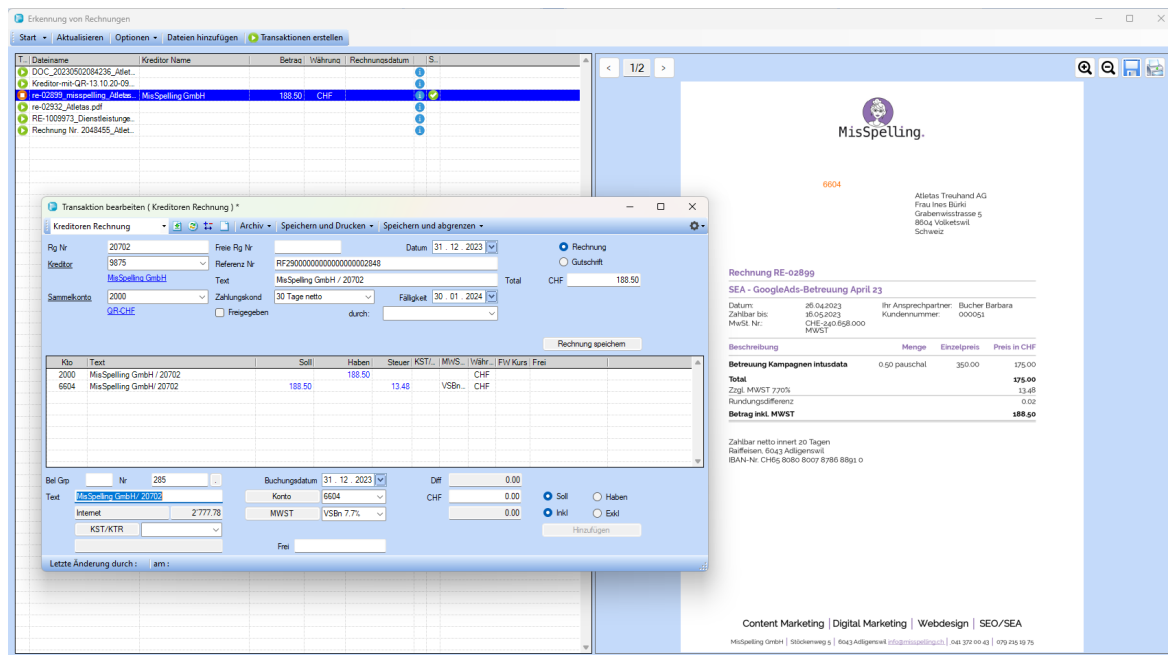 Erkennung von Rechnungen
Start Aktualisieren Optionen Dateien hinzufügen Transaktionen erstellen
T... Dateiname Kreditor Name Betrag Währung Rechnungsdatum S...
DOC_20230502084236_Atlet...
Kreditor-mit-QR-13.10.20-09...
re-02899_misspelling_Atletas... MisSpelling GmbH 188.50 CHF
re-02932_Atletas.pdf
RE-1009973_Dienstleistunge...
Rechnung Nr. 2048455_Atlet...
Transaktion bearbeiten ( Kreditoren Rechnung ) *
Kreditoren Rechnung Archiv Speichern und Drucken Speichern und abgrenzen
Rg Nr 20702 Freie Rg Nr Datum 31 . 12 . 2023 Rechnung
Kreditor 9875 Referenz Nr Gutschrift
MisSpelling GmbH Text MisSpelling GmbH / 20702 Total CHF 188.50
Sammelkonto 2000 Zahlungskond 30 Tage netto Fälligkeit 30 . 01 . 2024
QR-CHF Freigegeben durch:
Rechnung speichern
Kto Text Soll Haben Steuer KST/... MWS... Währ... FW Kurs Frei
2000 MisSpelling GmbH / 20702 188.50 CHF
6604 MisSpelling GmbH/ 20702 188.50 13.48 VSBn... CHF
Bel Grp Nr 285 . Buchungsdatum 31 . 12 . 2023 Diff 0.00
Text MisSpelling GmbH/ 20702 Konto 6604 CHF 0.00 Soll Haben
Internet 2'777.78 MWST VSBn 7.7% 0.00 Inkl Exkl
KST/KTR Hinzufügen
Frei
Letzte Änderung durch : am :
1/2
MisSpelling.
6604
Atletas Treuhand AG
Frau Ines Bürki
Grabenwisstrasse 5
8604 Volketswil
Schweiz
Rechnung RE-02899
SEA - GoogleAds-Betreuung April 23
Datum: 26.04.2023 Ihr Ansprechpartner: Bucher Barbara
Zahlbar bis: 16.05.2023 Kundennummer: 000051
MwSt. Nr.: CHE-240.658.000
MWST
Beschreibung Menge Einzelpreis Preis in CHF
Betreuung Kampagnen intusdata 0.50 pauschal 350.00 175.00
Total 175.00
Zzgl. MWST 7.70% 13.48
Rundungsdifferenz 0.02
Betrag inkl. MWST 188.50
Zahlbar netto innert 20 Tagen
Raiffeisen, 6043 Adligenswil
IBAN-Nr. CH65 8080 8007 8786 8891 0
Content Marketing | Digital Marketing | Webdesign | SEO/SEA
MisSpelling GmbH | Stöckenweg 5 | 6043 Adligenswil info@misspelling.ch | 041 372 00 43 | 079 215 19 75